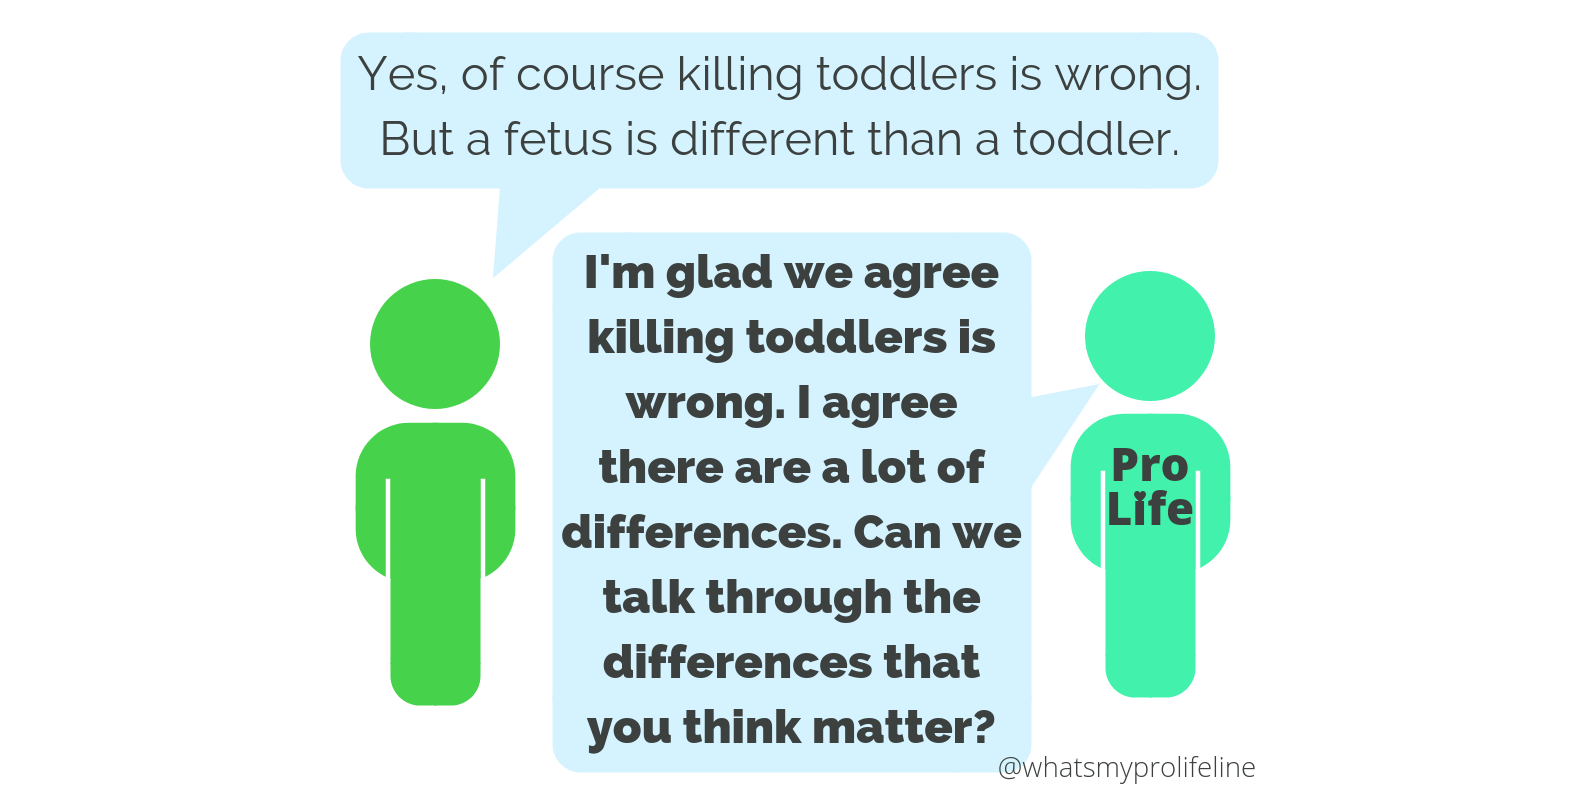 Yes, of course killing toddlers is wrong.
But a fetus is different than a toddler.
I'm glad we agree
killing toddlers is
wrong. I agree
there are a lot of
differences. Can we
talk through the
differences that
you think matter?
Pro
Life
@whatsmyprolifeline